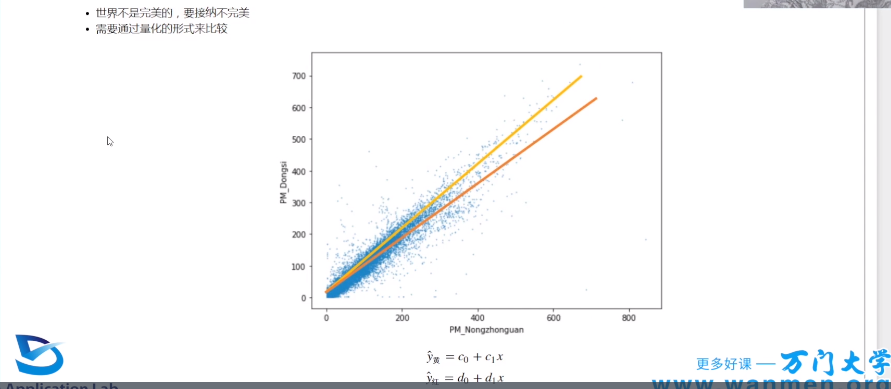 • 世界不是完美的，要接纳不完美
• 需要通过量化的形式来比较
700
600
500
400
300
200
100
0
PM_Dongsi
0 200 400 600 800
PM_Nongzhonguan
ŷ黄 = c₀ + c₁x
ŷ红 = d₀ + d₁x
更多好课 — 万门大学
www.wanmen.org
Application Lab